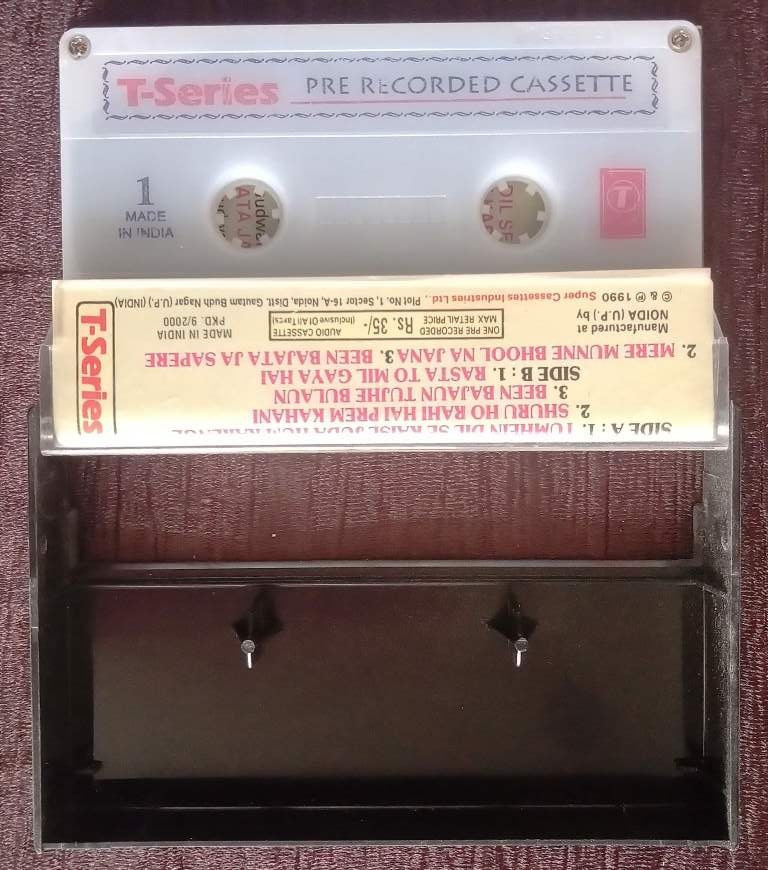 T-Series PRE RECORDED CASSETTE
1
MADE
IN INDIA
T
SIDE A : 1. TUMHEIN DIL SE KAISE JUDA HUM KARENGE
2. SHURU HO RAHI HAI PREM KAHANI
3. BEEN BAJAUN TUJHE BULAUN
SIDE B : 1. RASTA TO MIL GAYA HAI
2. MERE MUNNE BHOOL NA JANA 3. BEEN BAJATA JA SAPERE
T-Series
Manufactured at
NOIDA (U.P.) by
ONE PRE RECORDED
MAX RETAIL PRICE
Rs. 35/-
AUDIO CASSETTE
(Inclusive Of All Taxes)
MADE IN INDIA
PKD. 9/2000
© & ℗ 1990 Super Cassettes Industries Ltd., Plot No. 1, Sector 16-A, Noida, Distt. Gautam Budh Nagar (U.P.) (INDIA)